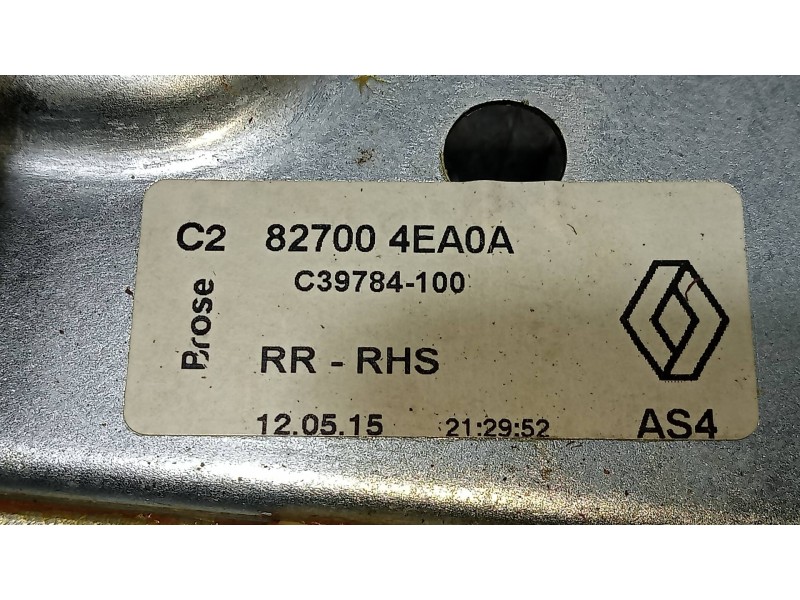 C2 82700 4EA0A
C39784-100
Brose
RR - RHS
12.05.15 21:29:52
AS4